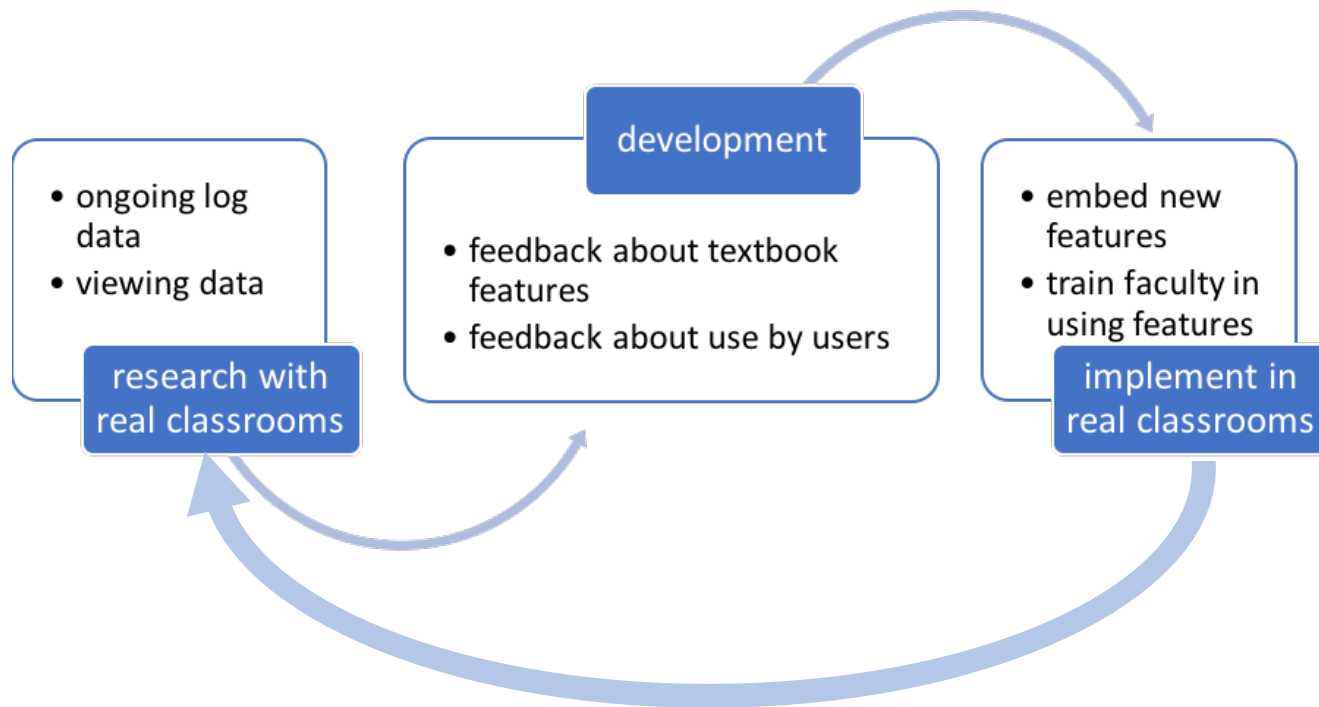 • ongoing log
data
• viewing data
research with
real classrooms
development
• feedback about textbook
features
• feedback about use by users
• embed new
features
• train faculty in
using features
implement in
real classrooms